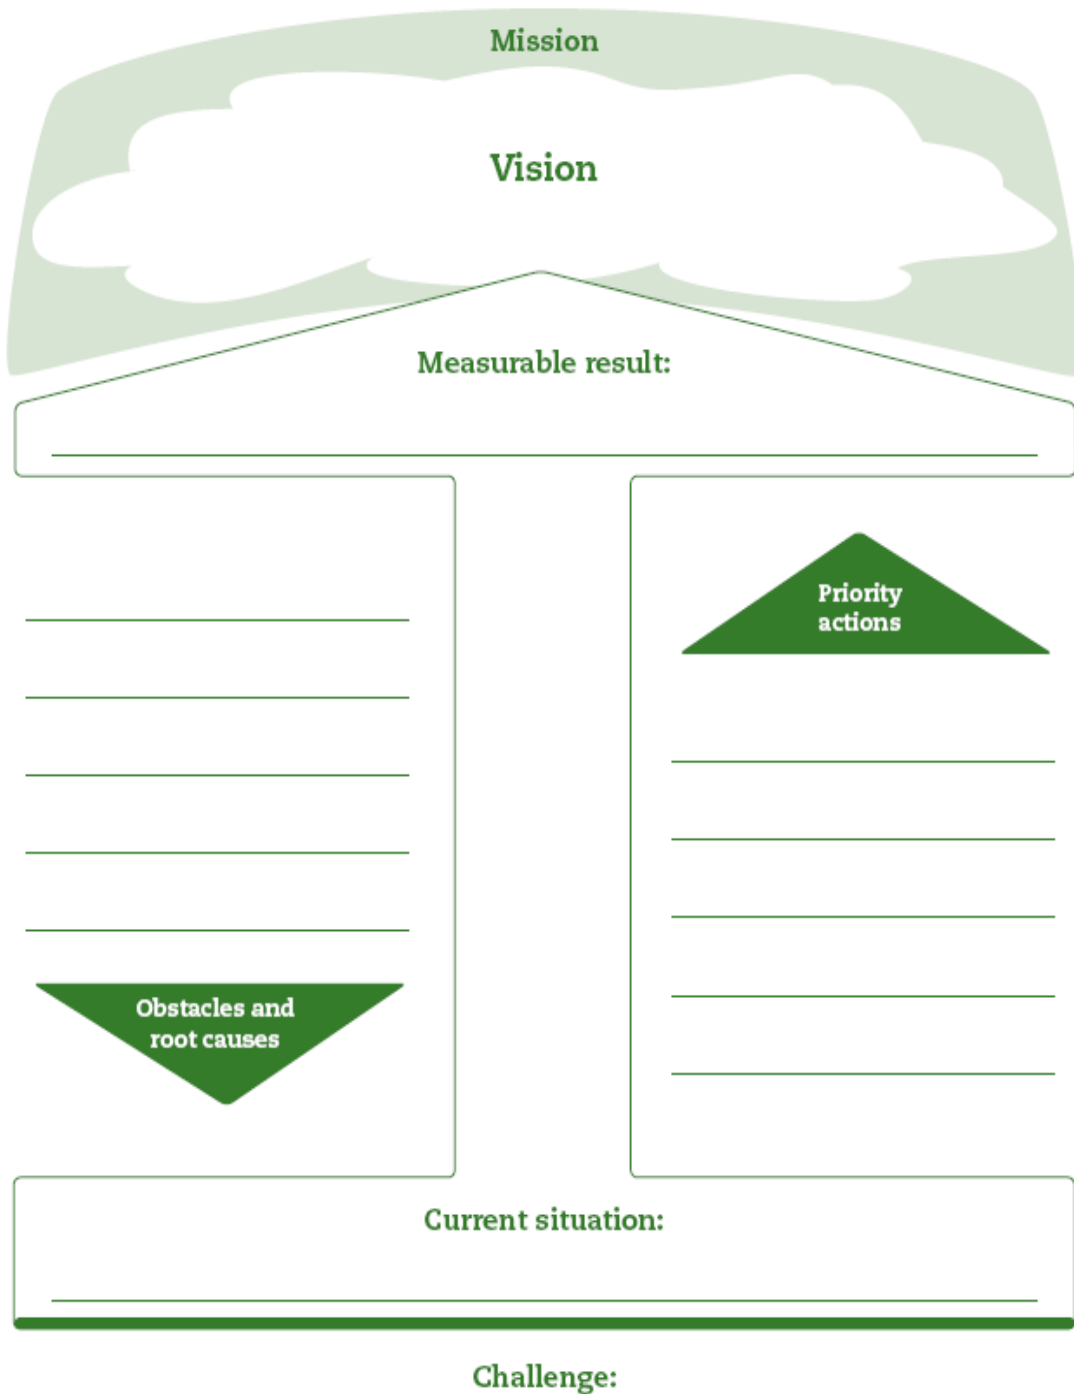 Mission
Vision
Measurable result:
Priority
actions
Obstacles and
root causes
Current situation:
Challenge: